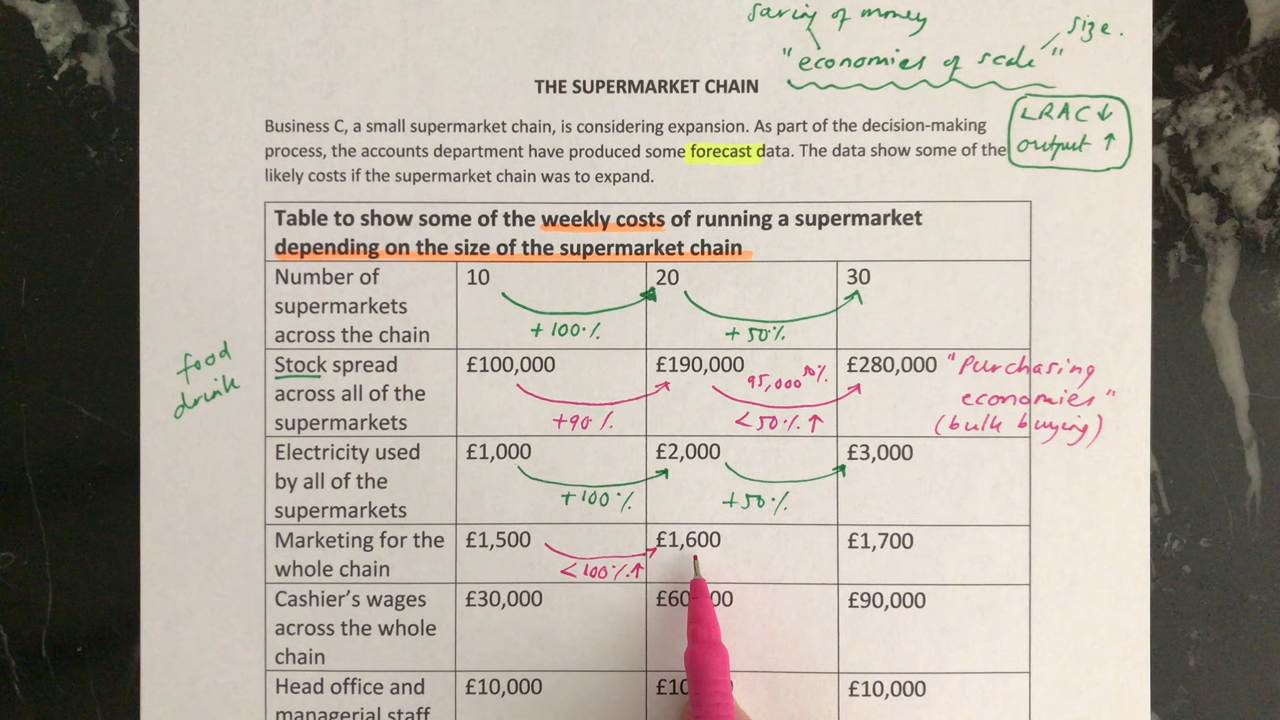 saving of money
size.
"economies of scale"
THE SUPERMARKET CHAIN
LRAC↓
output ↑
Business C, a small supermarket chain, is considering expansion. As part of the decision-making
process, the accounts department have produced some forecast data. The data show some of the
likely costs if the supermarket chain was to expand.
Table to show some of the weekly costs of running a supermarket
depending on the size of the supermarket chain
Number of
supermarkets
across the chain
10
20
30
+100%
+50%
food
drink
Stock spread
across all of the
supermarkets
£100,000
£190,000
£280,000
+90%
95,000
50%
<50%↑
"Purchasing
economies"
(bulk buying)
Electricity used
by all of the
supermarkets
£1,000
£2,000
£3,000
+100%
+50%
Marketing for the
whole chain
£1,500
£1,600
£1,700
<100%↑
Cashier's wages
across the whole
chain
£30,000
£90,000
Head office and
managerial staff
£10,000
£10,000